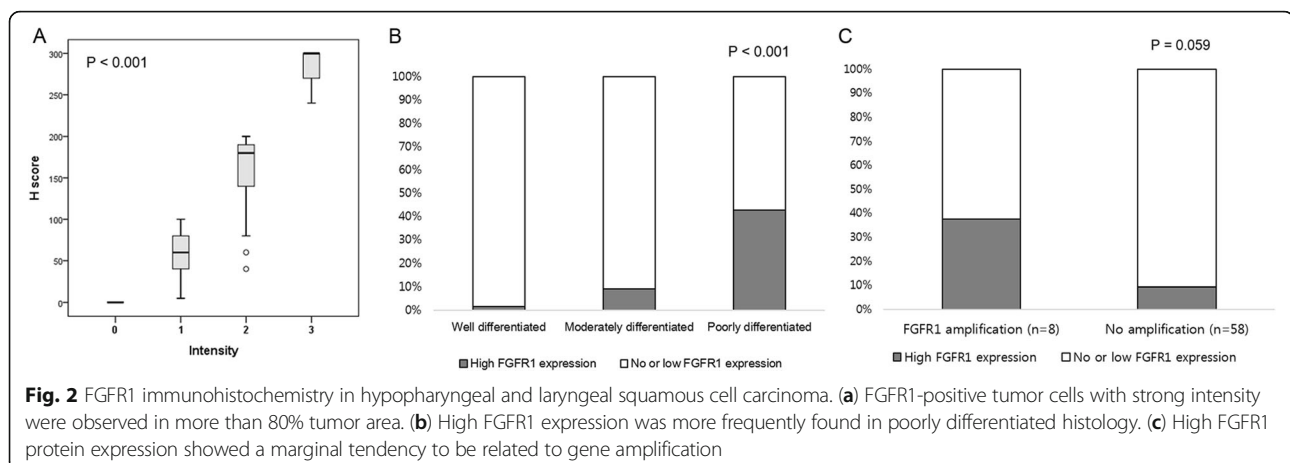 A
P < 0.001
300
250
200
150
100
50
0
H score
0 1 2 3
Intensity
B
P < 0.001
100%
90%
80%
70%
60%
50%
40%
30%
20%
10%
0%
Well differentiated Moderately differentiated Poorly differentiated
High FGFR1 expression No or low FGFR1 expression
C
P = 0.059
100%
90%
80%
70%
60%
50%
40%
30%
20%
10%
0%
FGFR1 amplification (n=8) No amplification (n=58)
High FGFR1 expression No or low FGFR1 expression
Fig. 2 FGFR1 immunohistochemistry in hypopharyngeal and laryngeal squamous cell carcinoma. (a) FGFR1-positive tumor cells with strong intensity
were observed in more than 80% tumor area. (b) High FGFR1 expression was more frequently found in poorly differentiated histology. (c) High FGFR1
protein expression showed a marginal tendency to be related to gene amplification